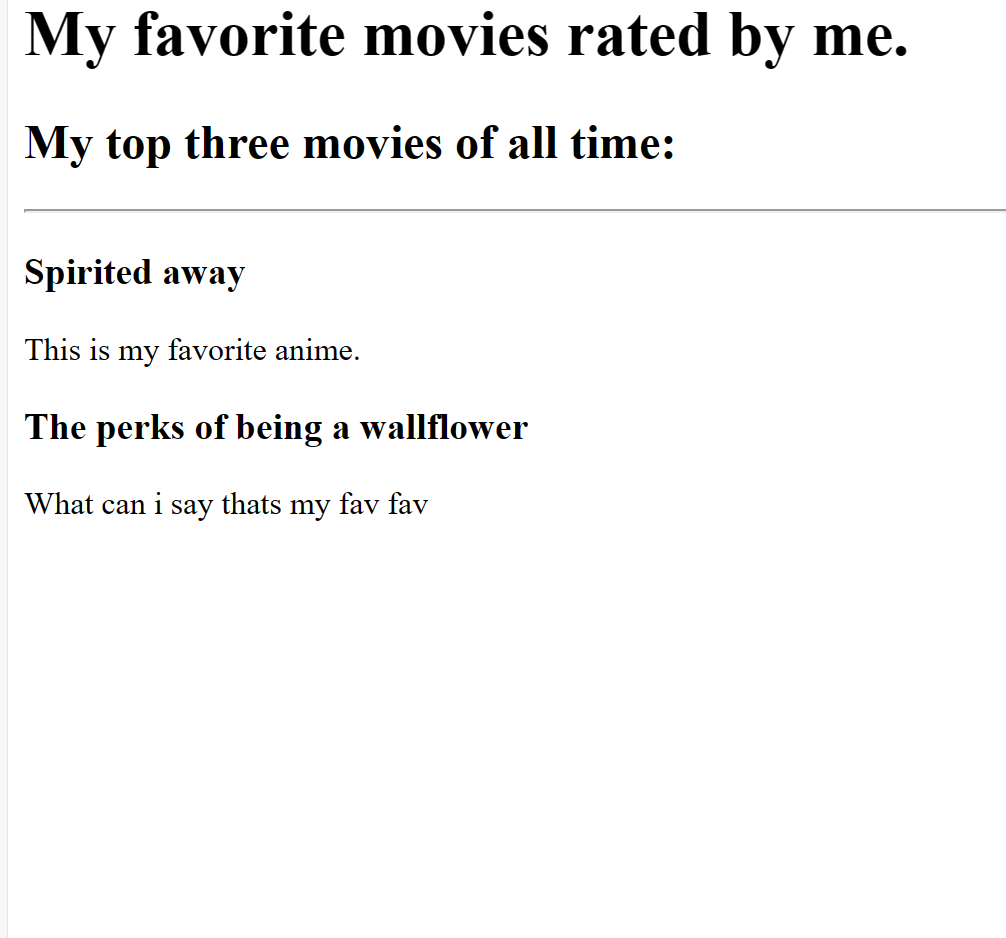 My favorite movies rated by me.
My top three movies of all time:
Spirited away
This is my favorite anime.
The perks of being a wallflower
What can i say thats my fav fav